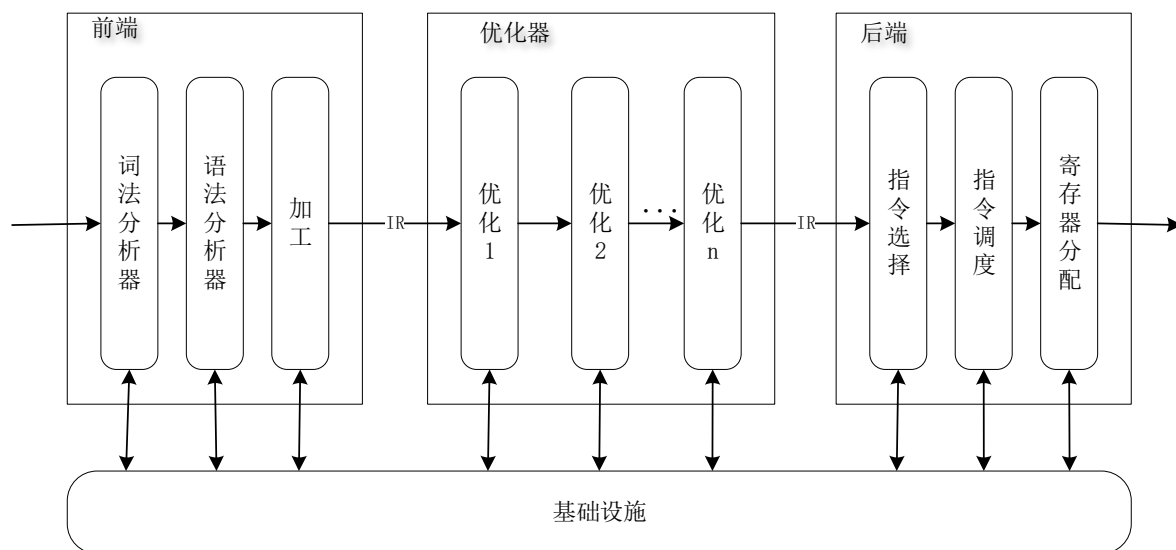 前端
词法分析器
语法分析器
加工
IR
优化器
优化1
优化2
...
优化n
IR
后端
指令选择
指令调度
寄存器分配
基础设施